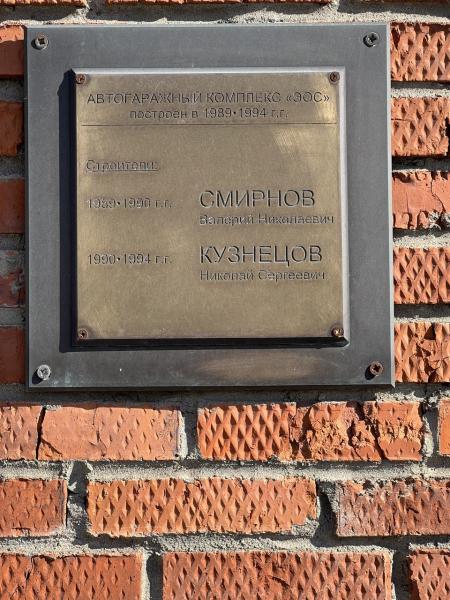 АВТОГАРАЖНЫЙ КОМПЛЕКС «ЭОС»
построен в 1989•1994 г.г.
Строители:
1989•1990 г.г. СМИРНОВ
Валерий Николаевич
1990•1994 г.г. КУЗНЕЦОВ
Николай Сергеевич